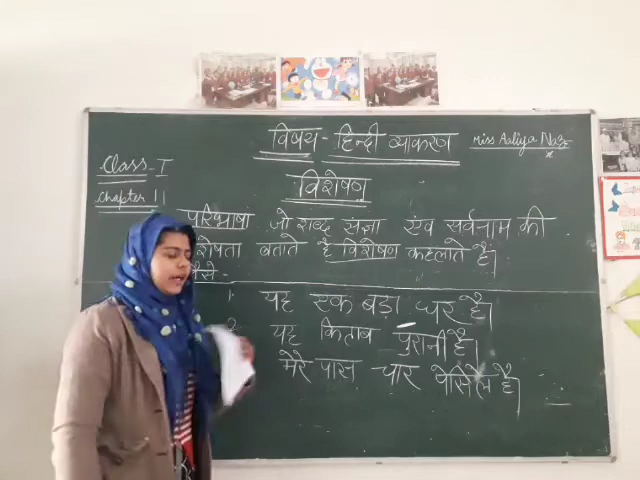 विषय - हिन्दी व्याकरण
Miss Aaliya Naz
Class - I
Chapter 11
विशेषण
परिभाषा जो शब्द संज्ञा एंव सर्वनाम की
शेषता बताते है विशेषण कहलाते है|
जैसे -
यह एक बड़ा घर है|
यह किताब पुरानी है|
मेरे पास चार पेंसिले है|